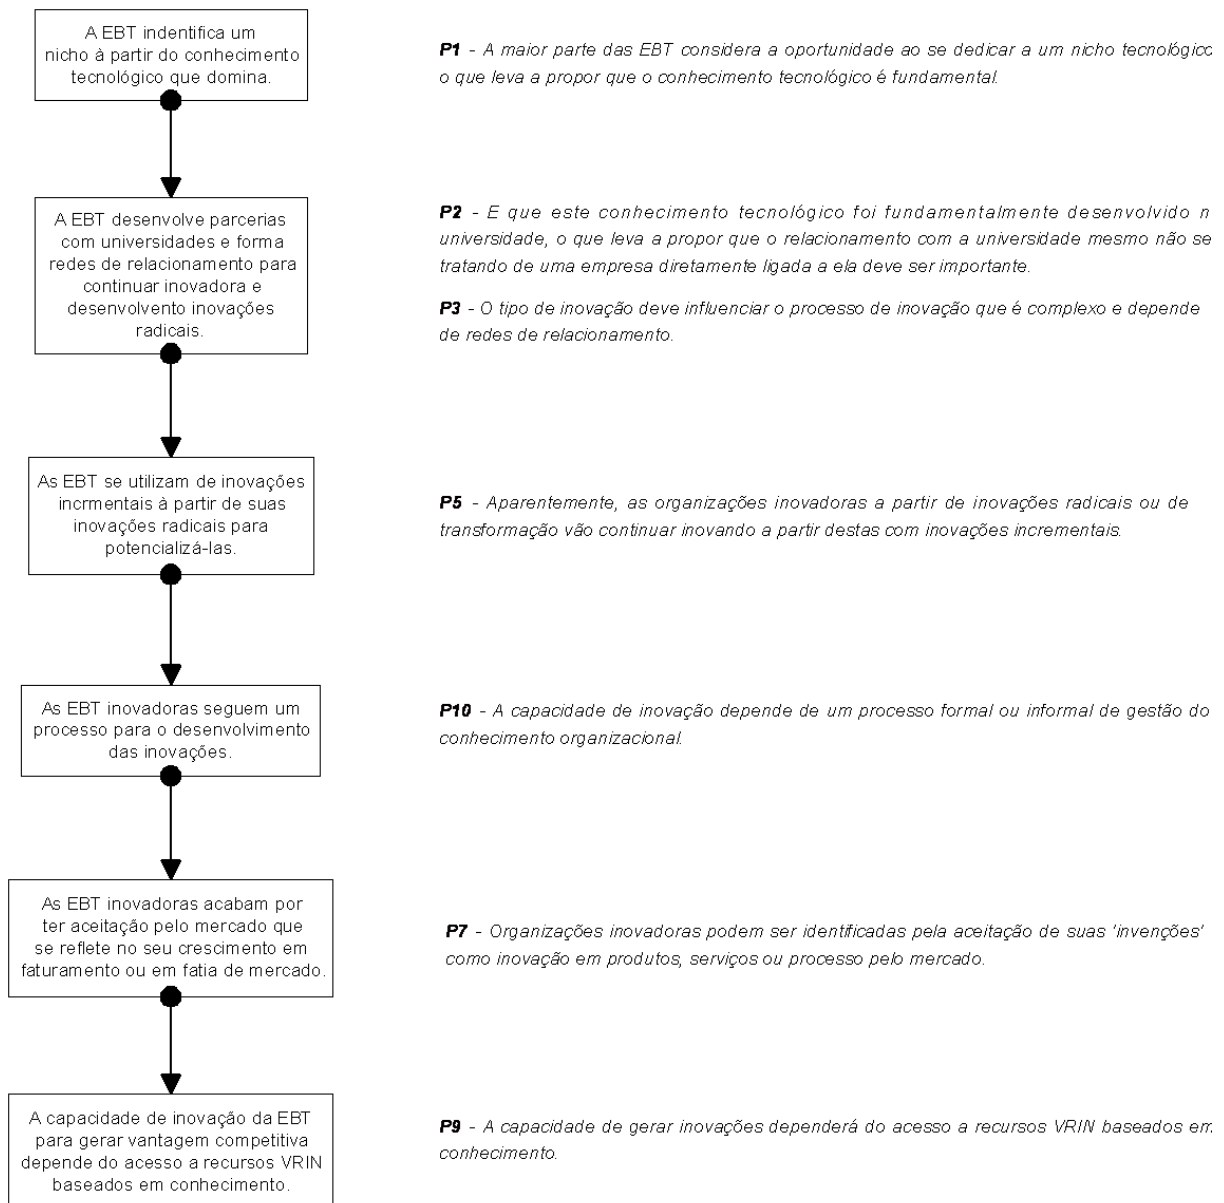 A EBT indentifica um
nicho à partir do conhecimento
tecnológico que domina.
P1 - A maior parte das EBT considera a oportunidade ao se dedicar a um nicho tecnológico
o que leva a propor que o conhecimento tecnológico é fundamental.
A EBT desenvolve parcerias
com universidades e forma
redes de relacionamento para
continuar inovadora e
desenvolvento inovações
radicais.
P2 - E que este conhecimento tecnológico foi fundamentalmente desenvolvido n
universidade, o que leva a propor que o relacionamento com a universidade mesmo não se
tratando de uma empresa diretamente ligada a ela deve ser importante.
P3 - O tipo de inovação deve influenciar o processo de inovação que é complexo e depende
de redes de relacionamento.
As EBT se utilizam de inovações
incrmentais à partir de suas
inovações radicais para
potencializá-las.
P5 - Aparentemente, as organizações inovadoras a partir de inovações radicais ou de
transformação vão continuar inovando a partir destas com inovações incrementais.
As EBT inovadoras seguem um
processo para o desenvolvimento
das inovações.
P10 - A capacidade de inovação depende de um processo formal ou informal de gestão do
conhecimento organizacional.
As EBT inovadoras acabam por
ter aceitação pelo mercado que
se reflete no seu crescimento em
faturamento ou em fatia de mercado.
P7 - Organizações inovadoras podem ser identificadas pela aceitação de suas 'invenções'
como inovação em produtos, serviços ou processo pelo mercado.
A capacidade de inovação da EBT
para gerar vantagem competitiva
depende do acesso a recursos VRIN
baseados em conhecimento.
P9 - A capacidade de gerar inovações dependerá do acesso a recursos VRIN baseados em
conhecimento.